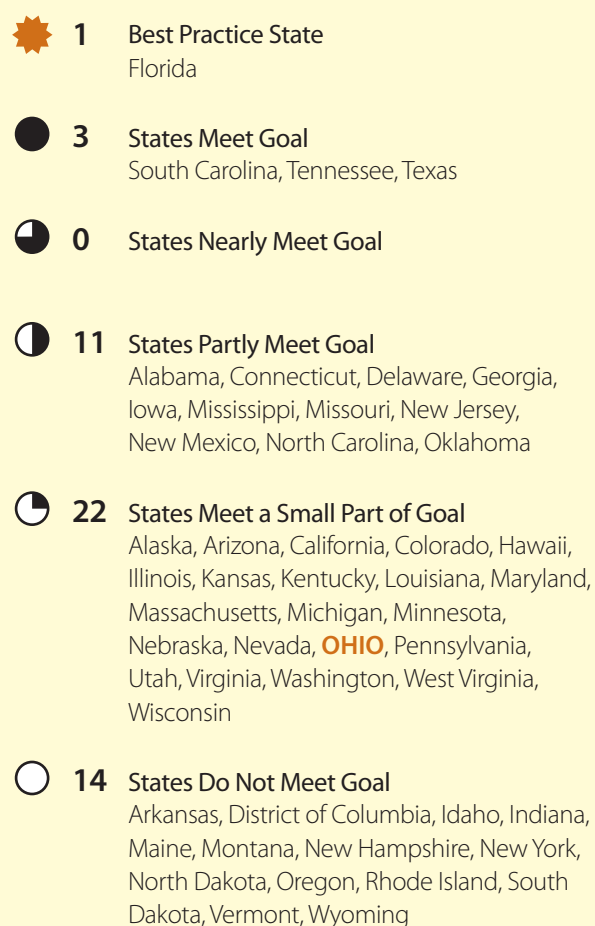 1 Best Practice State
Florida
3 States Meet Goal
South Carolina, Tennessee, Texas
0 States Nearly Meet Goal
11 States Partly Meet Goal
Alabama, Connecticut, Delaware, Georgia,
Iowa, Mississippi, Missouri, New Jersey,
New Mexico, North Carolina, Oklahoma
22 States Meet a Small Part of Goal
Alaska, Arizona, California, Colorado, Hawaii,
Illinois, Kansas, Kentucky, Louisiana, Maryland,
Massachusetts, Michigan, Minnesota,
Nebraska, Nevada, OHIO, Pennsylvania,
Utah, Virginia, Washington, West Virginia,
Wisconsin
14 States Do Not Meet Goal
Arkansas, District of Columbia, Idaho, Indiana,
Maine, Montana, New Hampshire, New York,
North Dakota, Oregon, Rhode Island, South
Dakota, Vermont, Wyoming